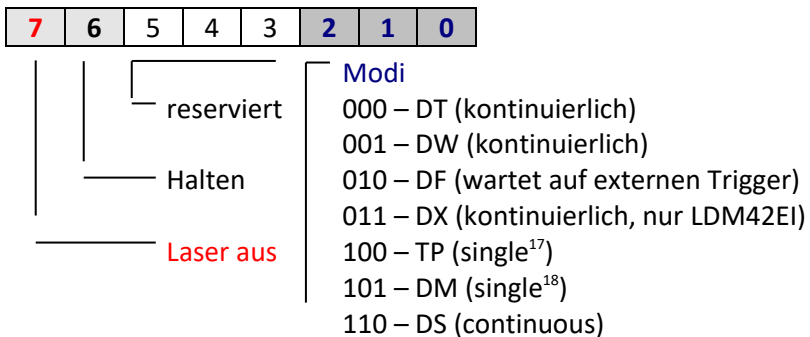 7 6 5 4 3 2 1 0
Modi
reserviert 000 – DT (kontinuierlich)
001 – DW (kontinuierlich)
Halten 010 – DF (wartet auf externen Trigger)
011 – DX (kontinuierlich, nur LDM42EI)
Laser aus 100 – TP (single17)
101 – DM (single18)
110 – DS (continuous)